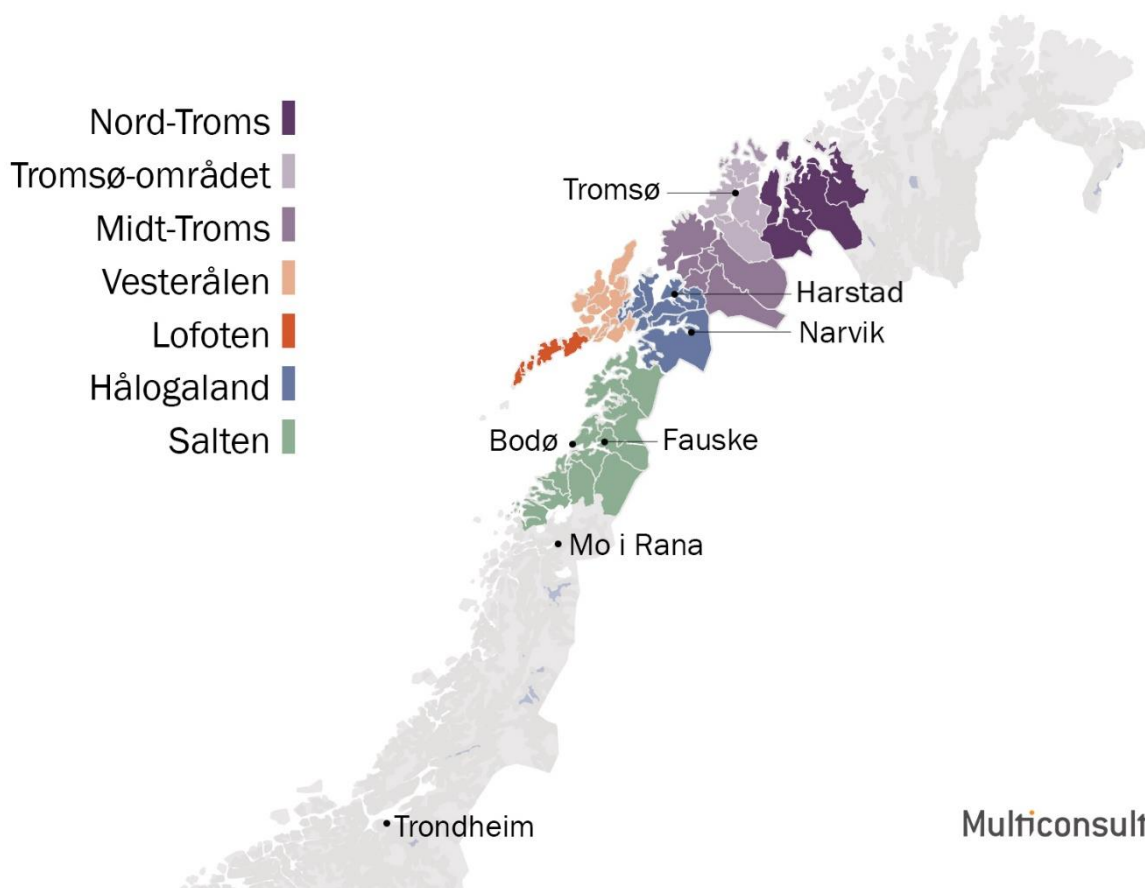 Nord-Troms
Tromsø-området
Midt-Troms
Vesterålen
Lofoten
Hålogaland
Salten
Tromsø
Harstad
Narvik
Bodø
Fauske
Mo i Rana
Trondheim
Multiconsult